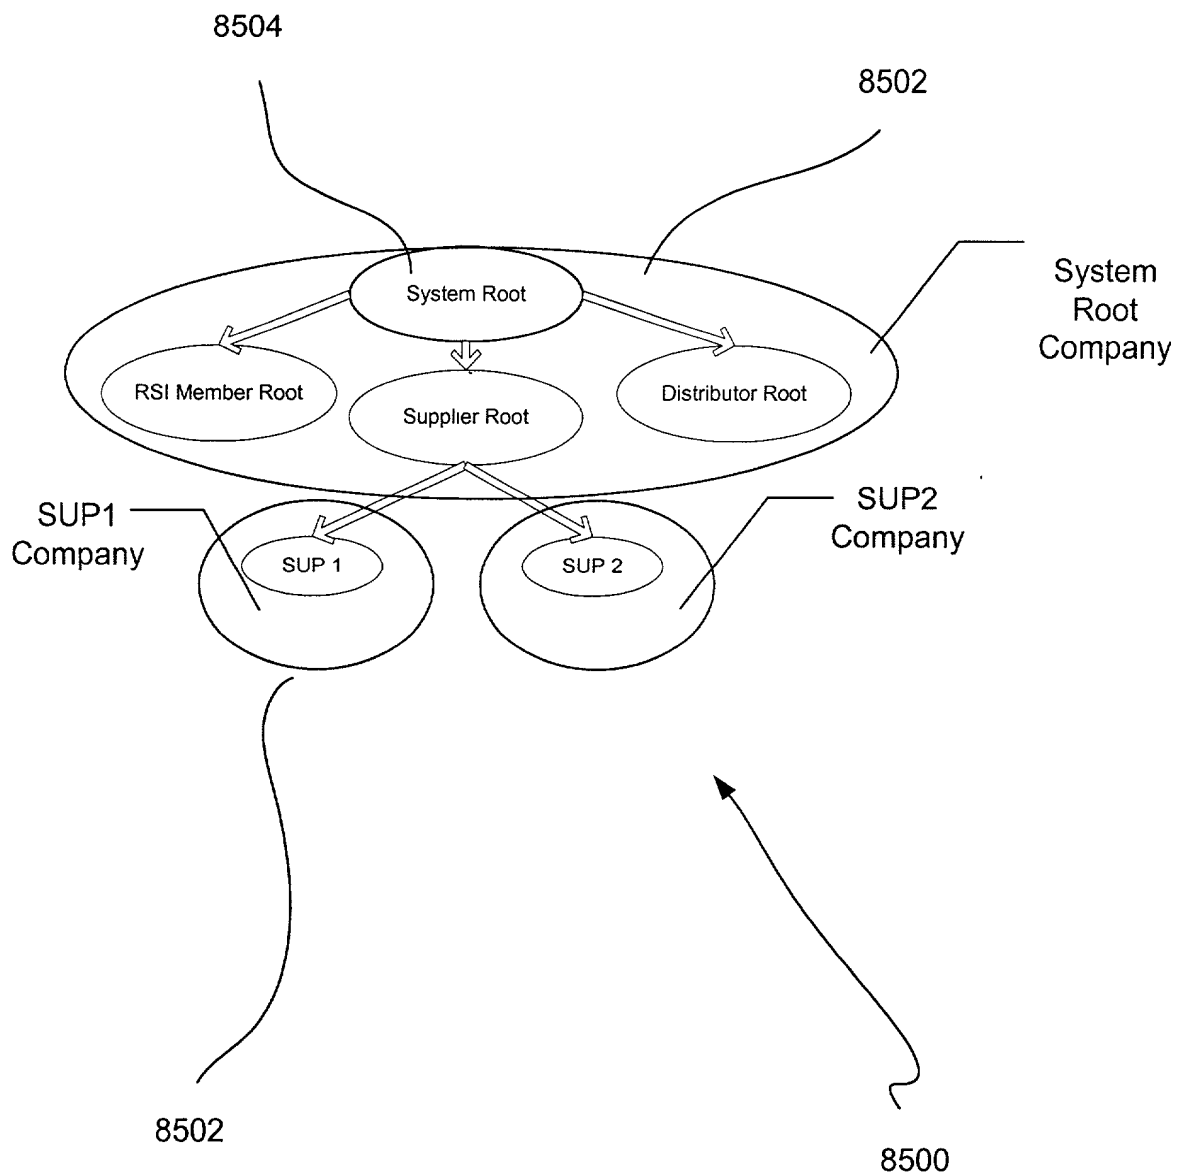 8504
8502
System
Root
Company
System Root
RSI Member Root
Supplier Root
Distributor Root
SUP1
Company
SUP2
Company
SUP 1
SUP 2
8502
8500